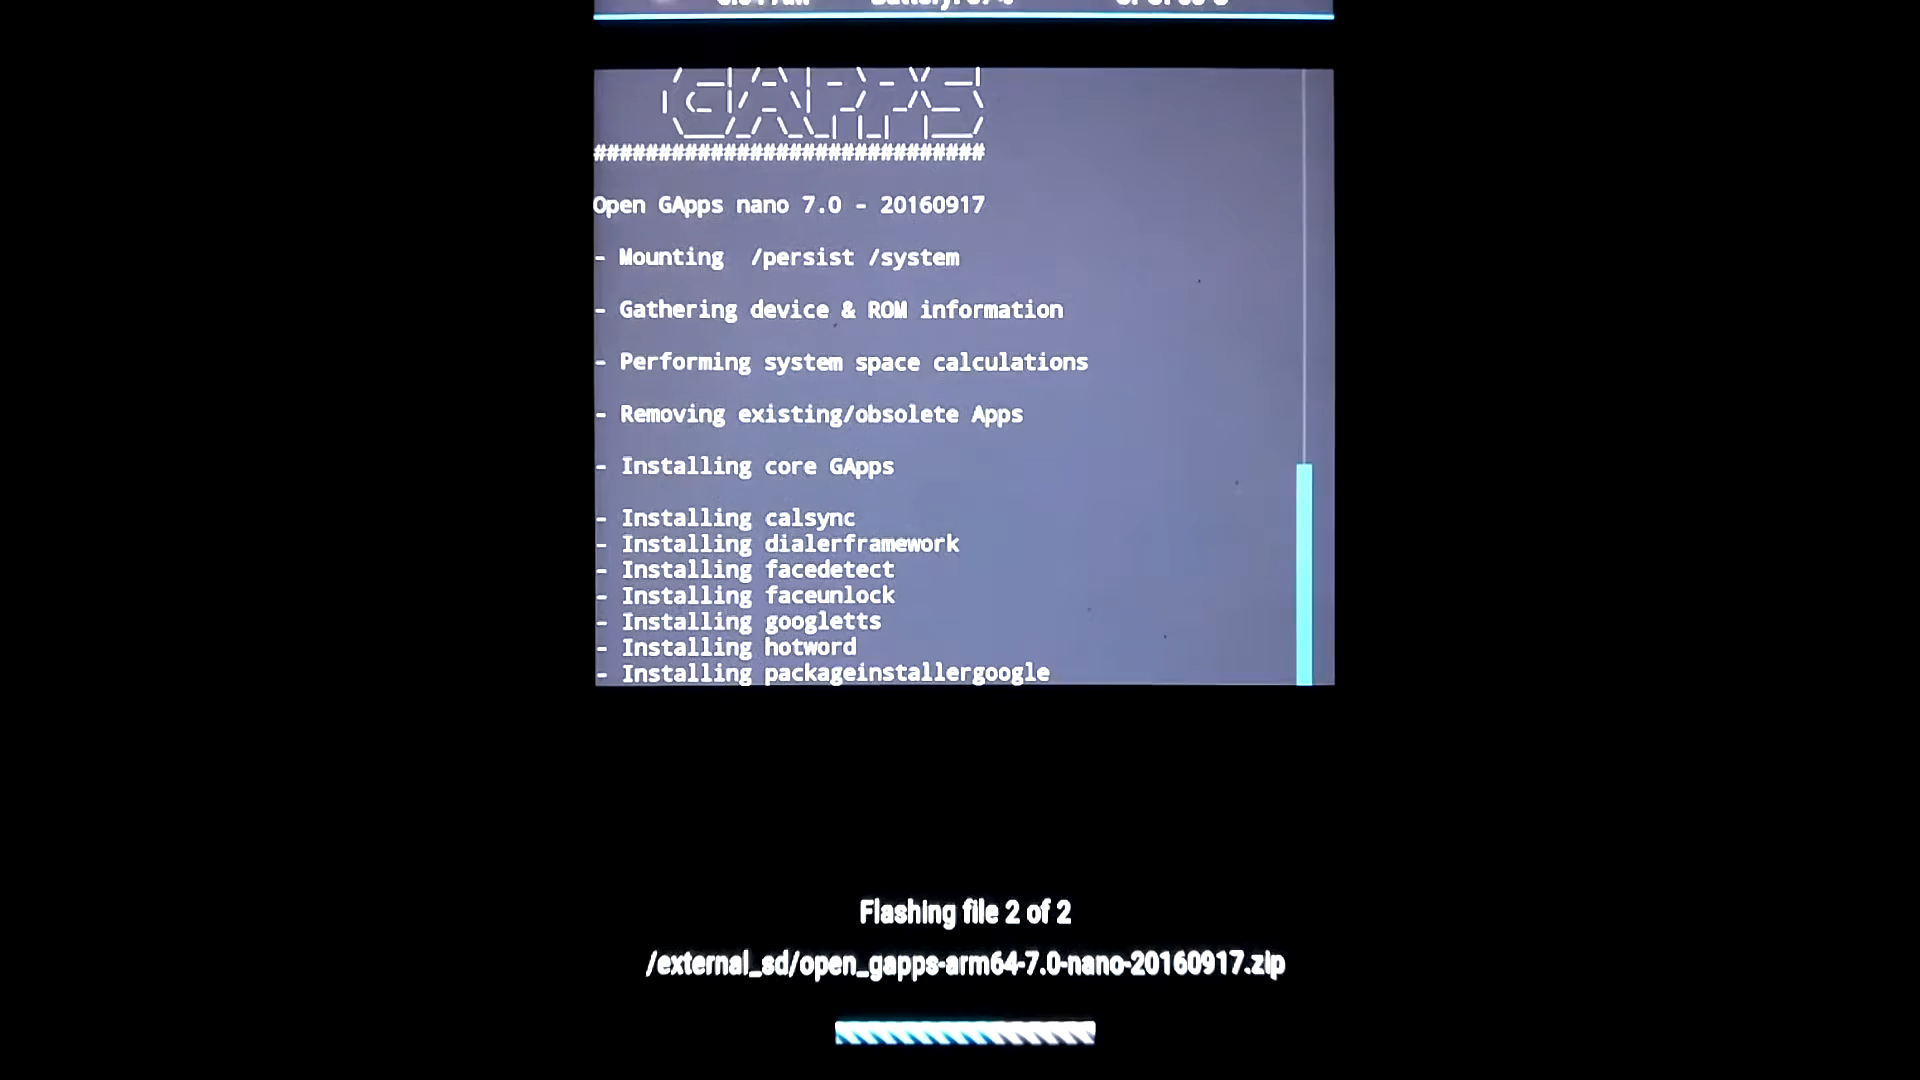 ##############################
Open GApps nano 7.0 - 20160917
- Mounting /persist /system
- Gathering device & ROM information
- Performing system space calculations
- Removing existing/obsolete Apps
- Installing core GApps
- Installing calsync
- Installing dialerframework
- Installing facedetect
- Installing faceunlock
- Installing googletts
- Installing hotword
- Installing packageinstallergoogle
Flashing file 2 of 2
/external_sd/open_gapps-arm64-7.0-nano-20160917.zip